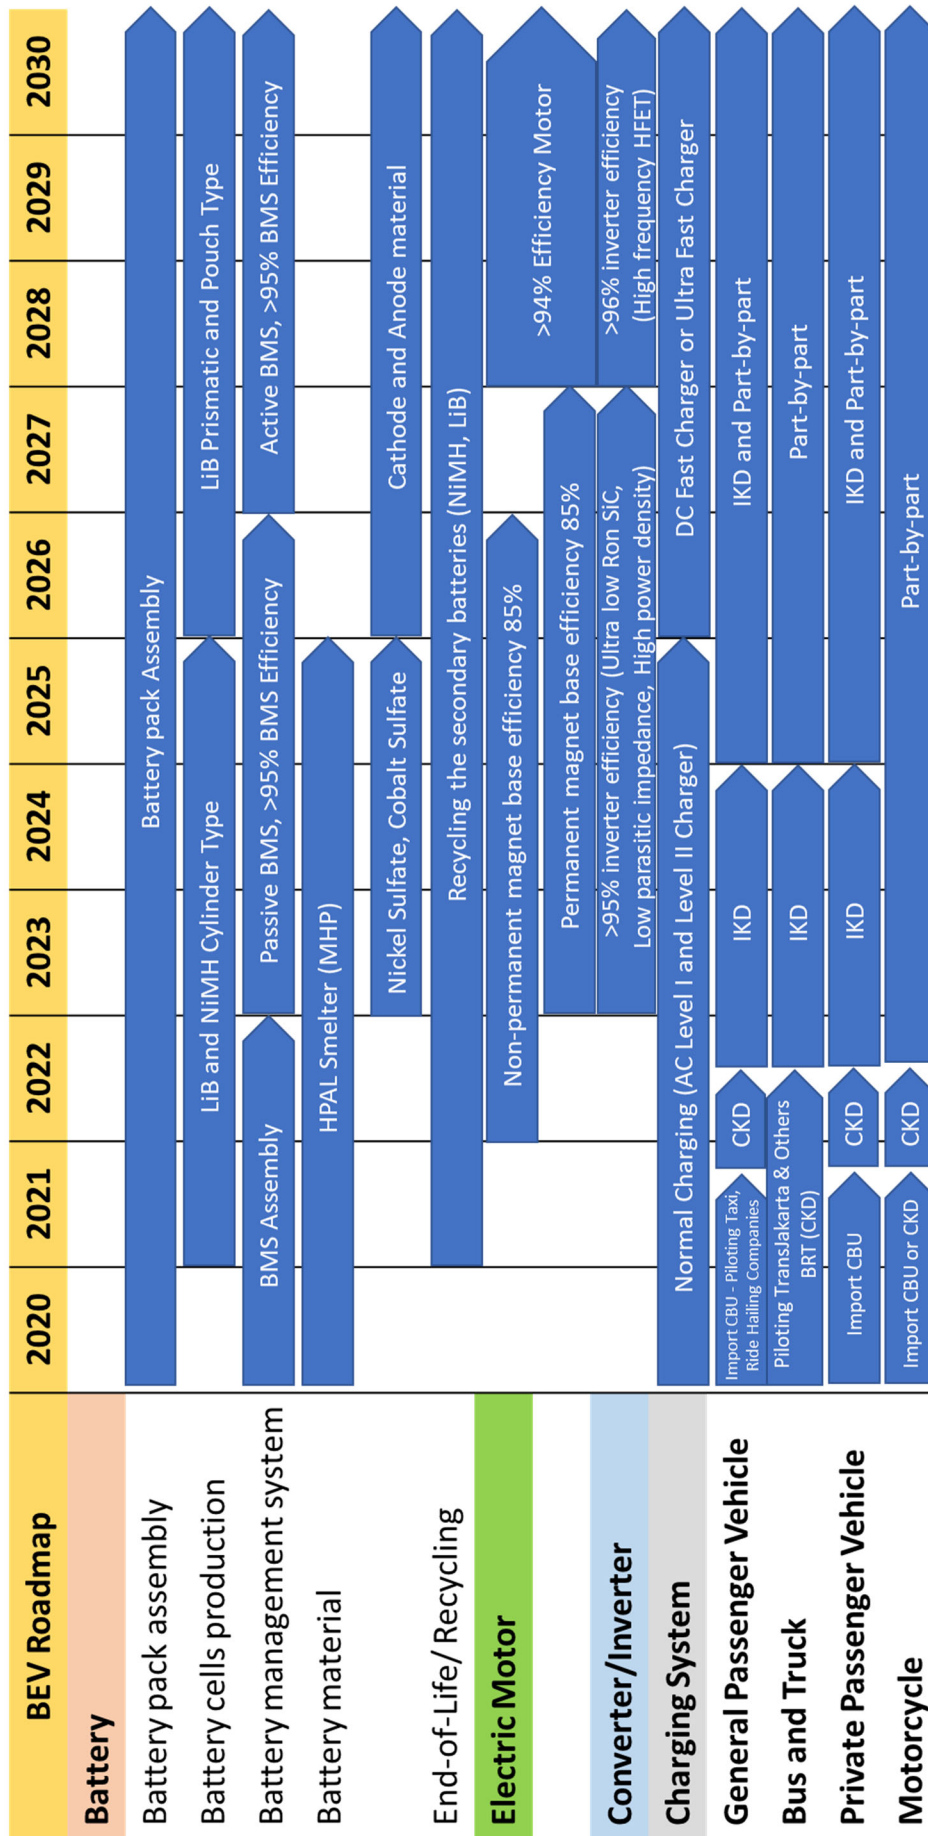 BEV Roadmap
2020
2021
2022
2023
2024
2025
2026
2027
2028
2029
2030
Battery
Battery pack assembly
Battery pack Assembly
Battery cells production
LiB and NiMH Cylinder Type
LiB Prismatic and Pouch Type
Battery management system
BMS Assembly
Passive BMS, >95% BMS Efficiency
Active BMS, >95% BMS Efficiency
Battery material
HPAL Smelter (MHP)
Nickel Sulfate, Cobalt Sulfate
Cathode and Anode material
End-of-Life/ Recycling
Recycling the secondary batteries (NiMH, LiB)
Electric Motor
Non-permanent magnet base efficiency 85%
Permanent magnet base efficiency 85%
>94% Efficiency Motor
Converter/Inverter
>95% inverter efficiency (Ultra low Ron SiC,
Low parasitic impedance, High power density)
>96% inverter efficiency
(High frequency HFET)
Charging System
Normal Charging (AC Level I and Level II Charger)
DC Fast Charger or Ultra Fast Charger
General Passenger Vehicle
Import CBU - Piloting Taxi,
Ride Hailing Companies
CKD
IKD
IKD and Part-by-part
Bus and Truck
Piloting TransJakarta & Others
BRT (CKD)
IKD
Part-by-part
Private Passenger Vehicle
Import CBU
CKD
IKD
IKD and Part-by-part
Motorcycle
Import CBU or CKD
CKD
Part-by-part